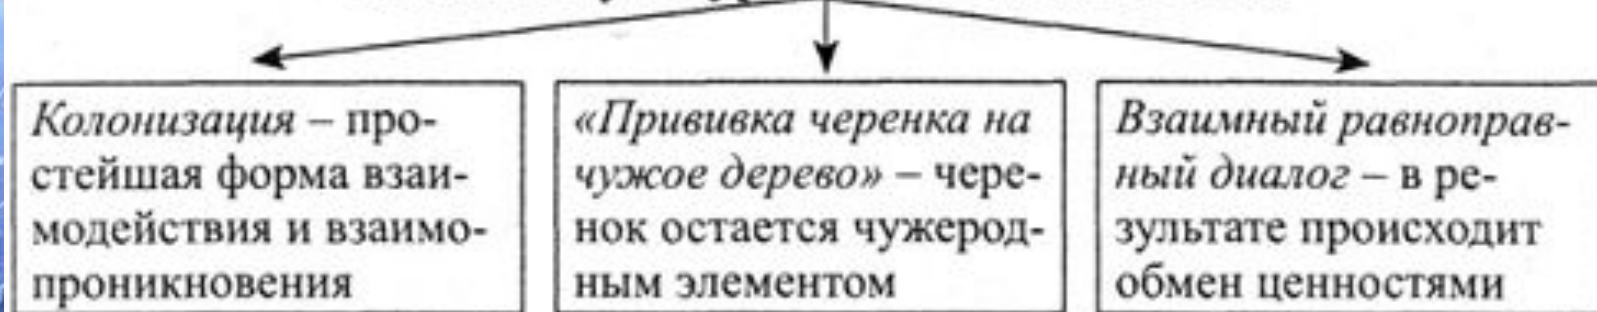 Колонизация – про-
стейшая форма взаи-
модействия и взаимо-
проникновения
«Прививка черенка на
чужое дерево» – чере-
нок остается чужерод-
ным элементом
Взаимный равноправ-
ный диалог – в ре-
зультате происходит
обмен ценностями